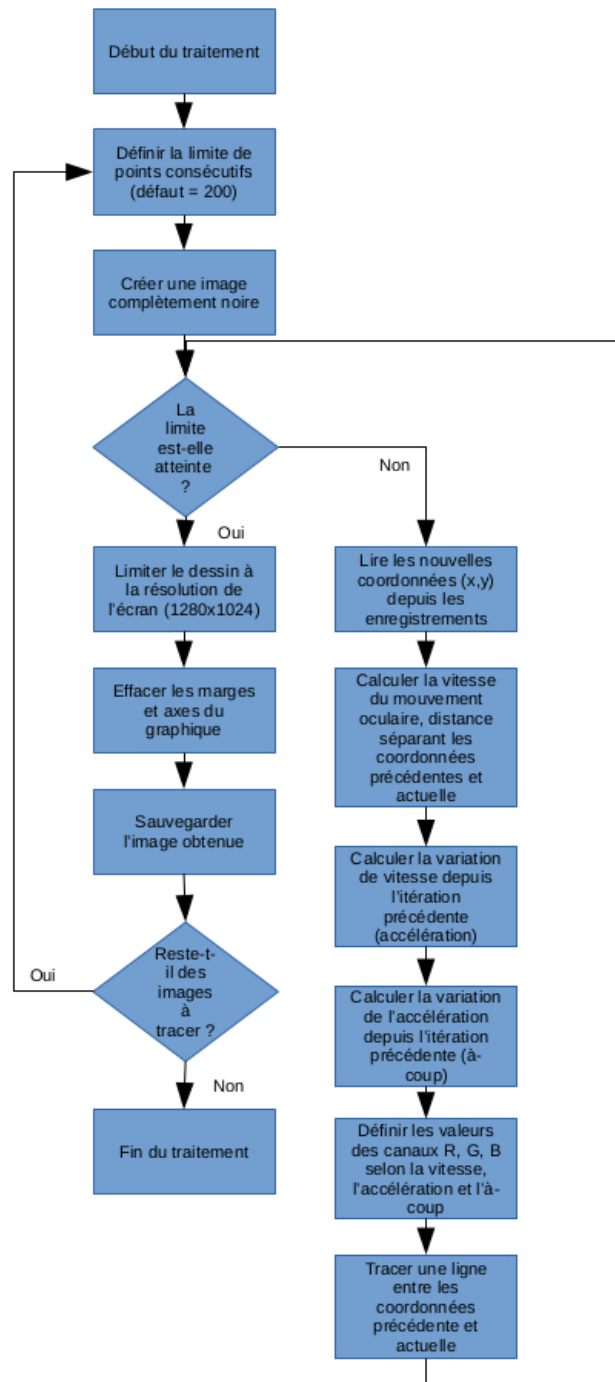 Début du traitement
Définir la limite de
points consécutifs
(défaut = 200)
Créer une image
complètement noire
La
limite
est-elle
atteinte
?
Non
Oui
Limiter le dessin à
la résolution de
l'écran (1280x1024)
Effacer les marges
et axes du
graphique
Sauvegarder
l'image obtenue
Reste-t-
il des
images
à
tracer ?
Oui
Non
Fin du traitement
Lire les nouvelles
coordonnées (x,y)
depuis les
enregistrements
Calculer la vitesse
du mouvement
oculaire, distance
séparant les
coordonnées
précédentes et
actuelle
Calculer la variation
de vitesse depuis
l'itération
précédente
(accélération)
Calculer la variation
de l'accélération
depuis l'itération
précédente (à-
coup)
Définir les valeurs
des canaux R, G, B
selon la vitesse,
l'accélération et l'à-
coup
Tracer une ligne
entre les
coordonnées
précédente et
actuelle